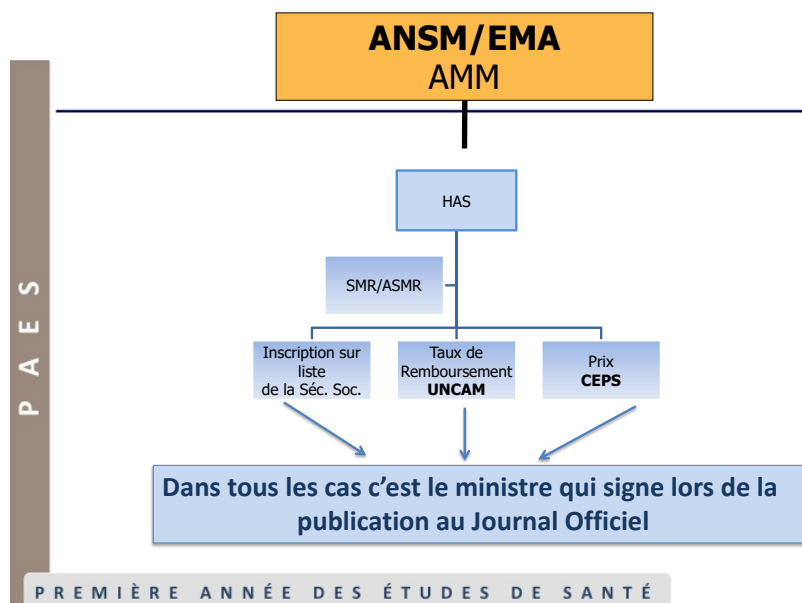 ANSM/EMA
AMM
HAS
SMR/ASMR
Inscription sur
liste
de la Séc. Soc.
Taux de
Remboursement
UNCAM
Prix
CEPS
Dans tous les cas c’est le ministre qui signe lors de la
publication au Journal Officiel
PAES
PREMIÈRE ANNÉE DES ÉTUDES DE SANTÉ